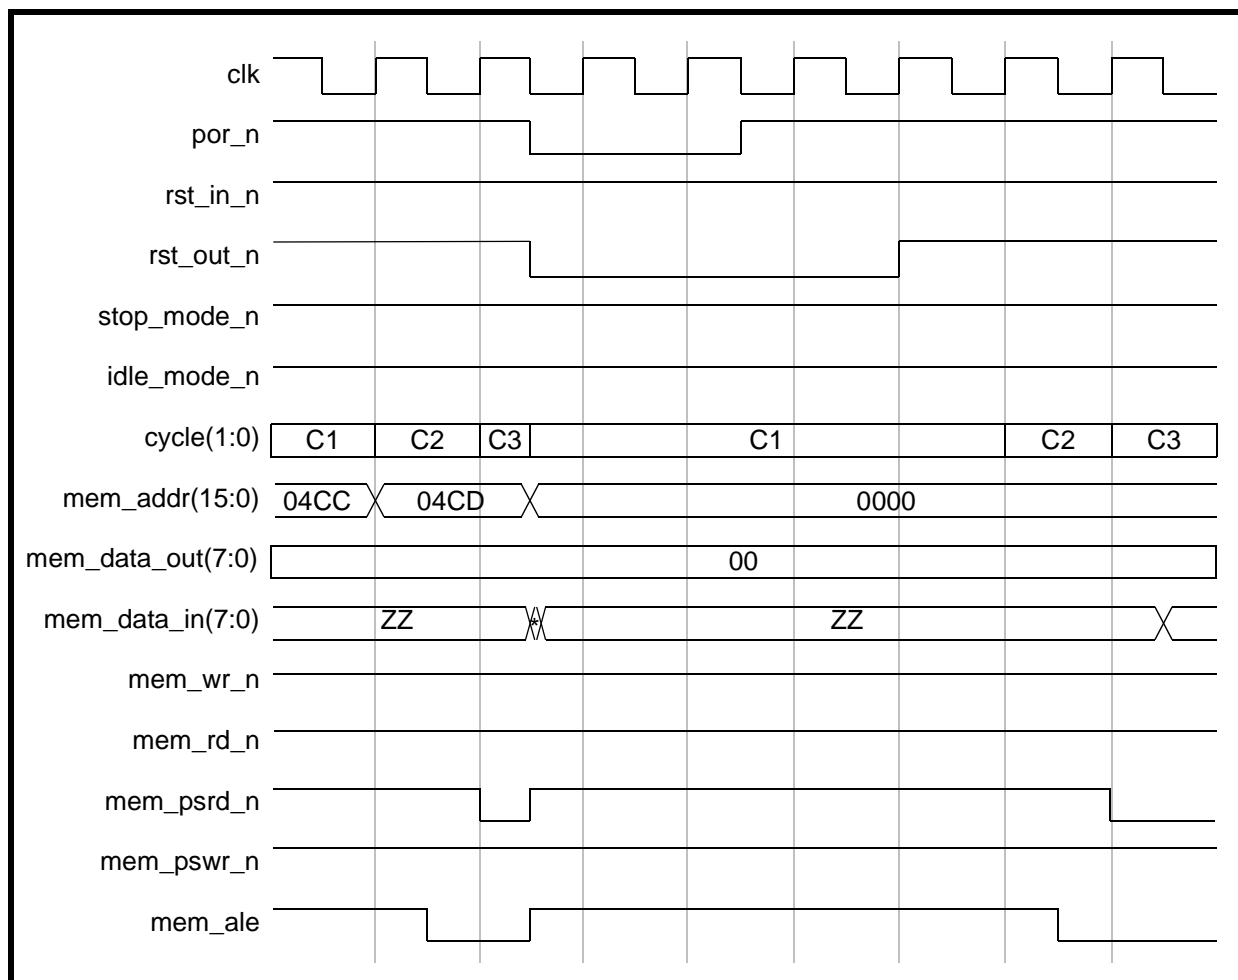 clk
por_n
rst_in_n
rst_out_n
stop_mode_n
idle_mode_n
cycle(1:0) C1 C2 C3 C1 C2 C3
mem_addr(15:0) 04CC 04CD 0000
mem_data_out(7:0) 00
mem_data_in(7:0) ZZ * ZZ
mem_wr_n
mem_rd_n
mem_psrd_n
mem_pswr_n
mem_ale